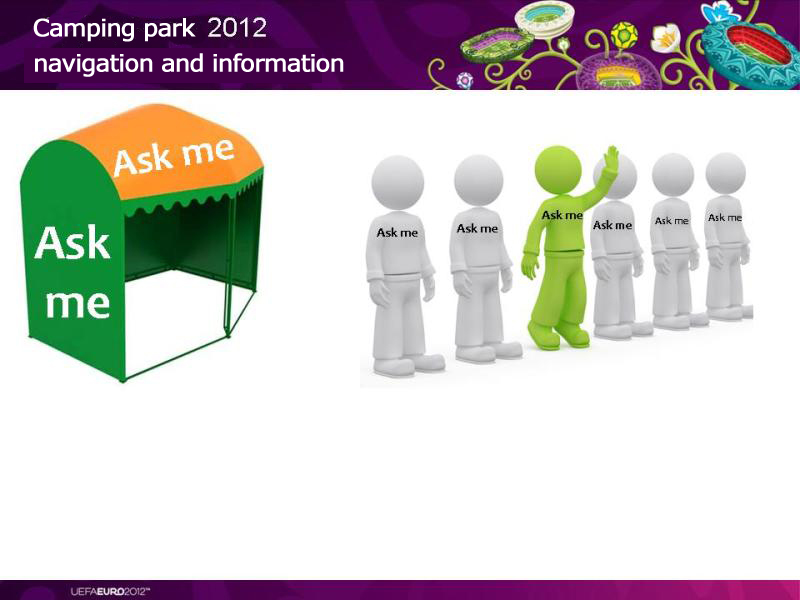 Camping park 2012
navigation and information
Ask me
Ask
me
Ask me
Ask me
Ask me
Ask me
Ask me
Ask me
UEFAEURO2012™